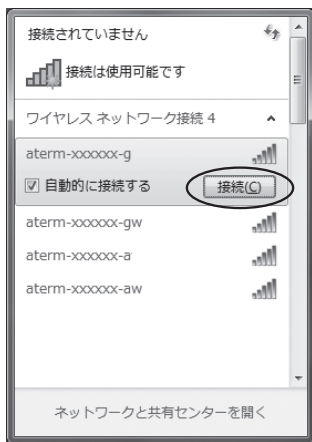 接続されていません
接続は使用可能です
ワイヤレス ネットワーク接続 4
aterm-xxxxxx-g
自動的に接続する 接続(C)
aterm-xxxxxx-gw
aterm-xxxxxx-a
aterm-xxxxxx-aw
ネットワークと共有センターを開く